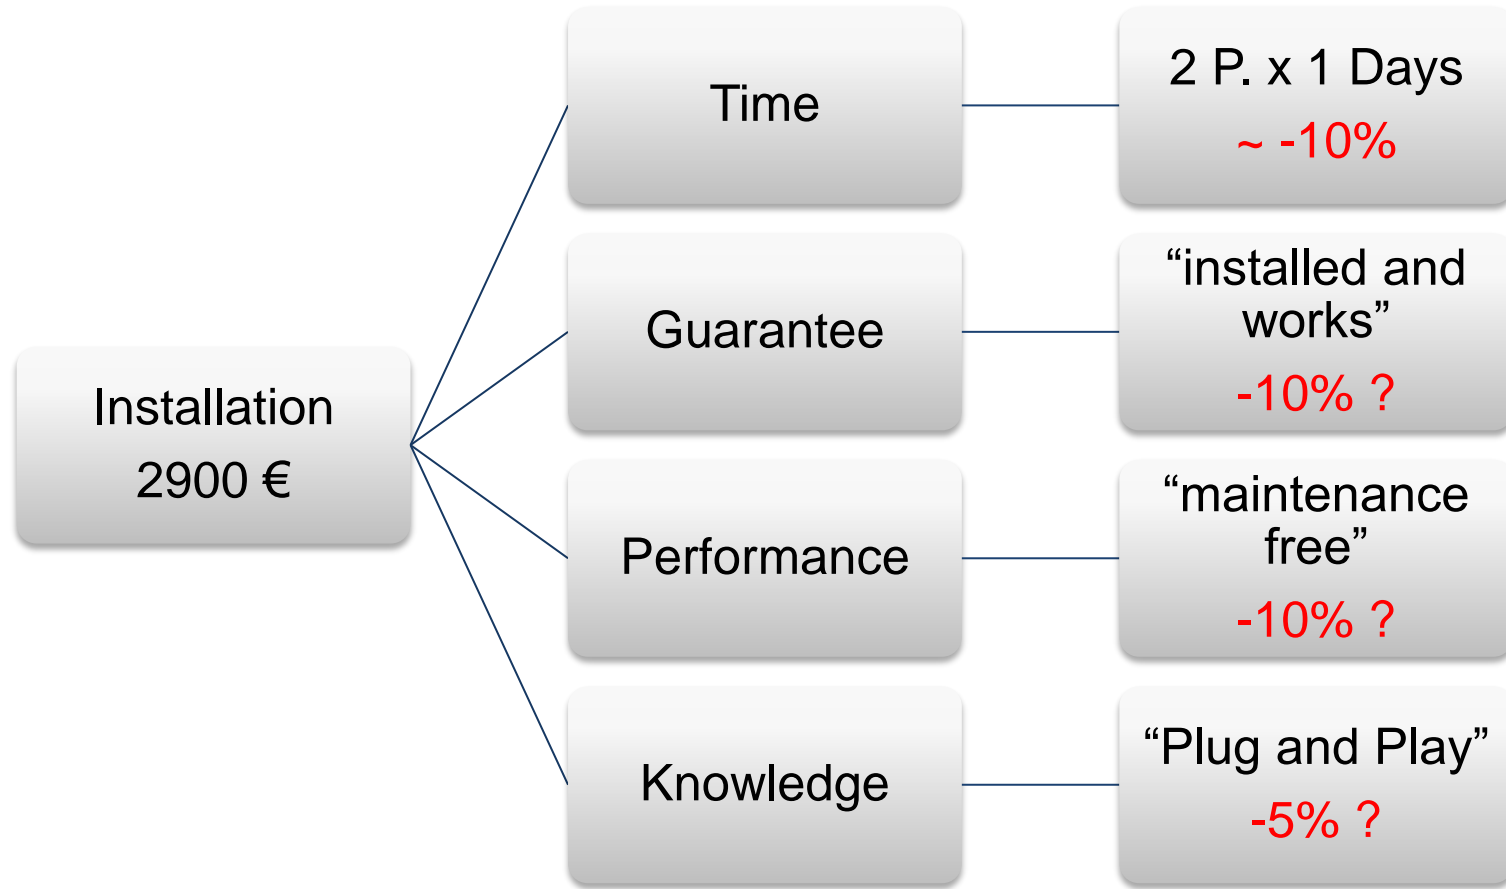 Time
2 P. x 1 Days
~ -10%
Guarantee
“installed and
works”
-10% ?
Installation
2900 €
Performance
“maintenance
free”
-10% ?
Knowledge
“Plug and Play”
-5% ?